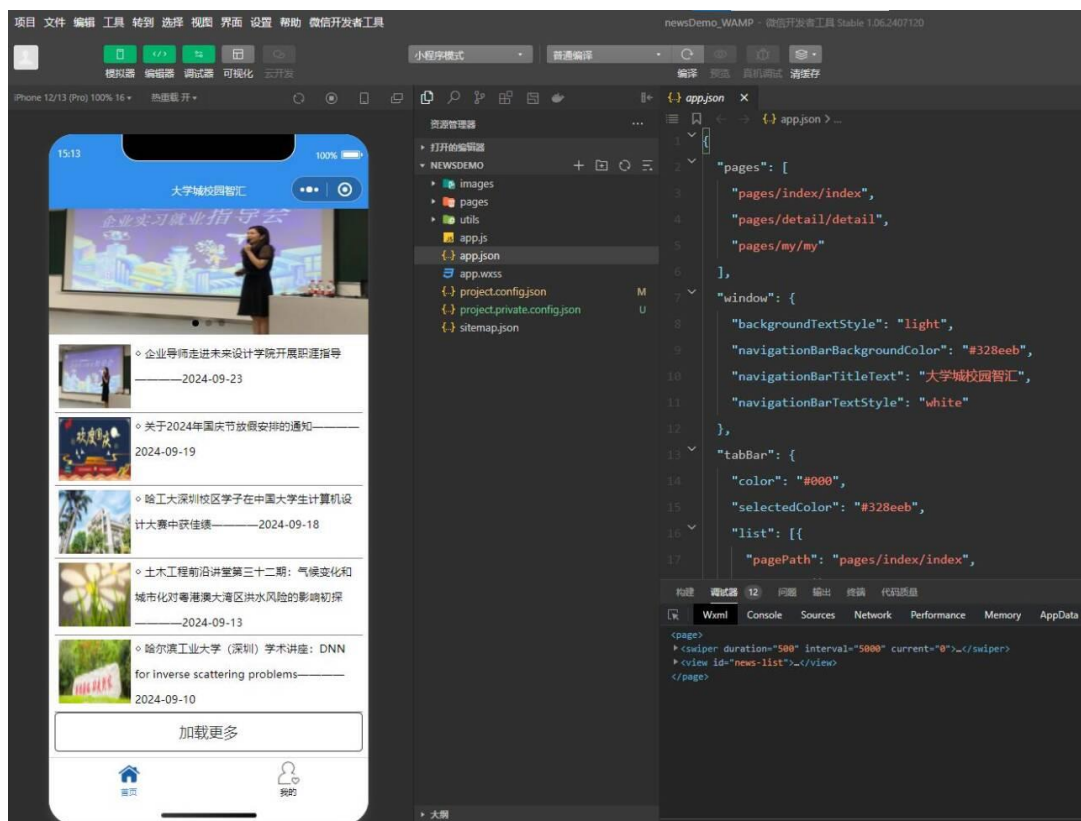 项目 文件 编辑 工具 转到 选择 视图 界面 设置 帮助 微信开发者工具
newsDemo_WAMP - 微信开发者工具 Stable 1.06.2407120
小程序模式
普通编译
模拟器 编辑器 调试器 可视化 云开发
编译 预览 真机调试 清缓存
iPhone 12/13 (Pro) 100% 16 热重载 开
15:13
100%
大学城校园智汇
企业实习就业指导会
企业导师走进未来设计学院开展职涯指导
————2024-09-23
关于2024年国庆节放假安排的通知————
2024-09-19
哈工大深圳校区学子在中国大学生计算机设
计大赛中获佳绩————2024-09-18
土木工程前沿讲堂第三十二期：气候变化和
城市化对粤港澳大湾区洪水风险的影响初探
————2024-09-13
哈尔滨工业大学（深圳）学术讲座：DNN
for inverse scattering problems————
2024-09-10
加载更多
首页
我的
资源管理器
打开的编辑器
NEWSDEMO
images
pages
utils
app.js
app.json
app.wxss
project.config.json M
project.private.config.json U
sitemap.json
大纲
app.json
app.json > ...
1 {
2 "pages": [
3 "pages/index/index",
4 "pages/detail/detail",
5 "pages/my/my"
6 ],
7 "window": {
8 "backgroundTextStyle": "light",
9 "navigationBarBackgroundColor": "#328eeb",
10 "navigationBarTitleText": "大学城校园智汇",
11 "navigationBarTextStyle": "white"
12 },
13 "tabBar": {
14 "color": "#000",
15 "selectedColor": "#328eeb",
16 "list": [{
17 "pagePath": "pages/index/index",
构建 调试器 12 问题 输出 终端 代码质量
Wxml Console Sources Network Performance Memory AppData
<page>
<swiper duration="500" interval="5000" current="0">…</swiper>
<view id="news-list">…</view>
</page>